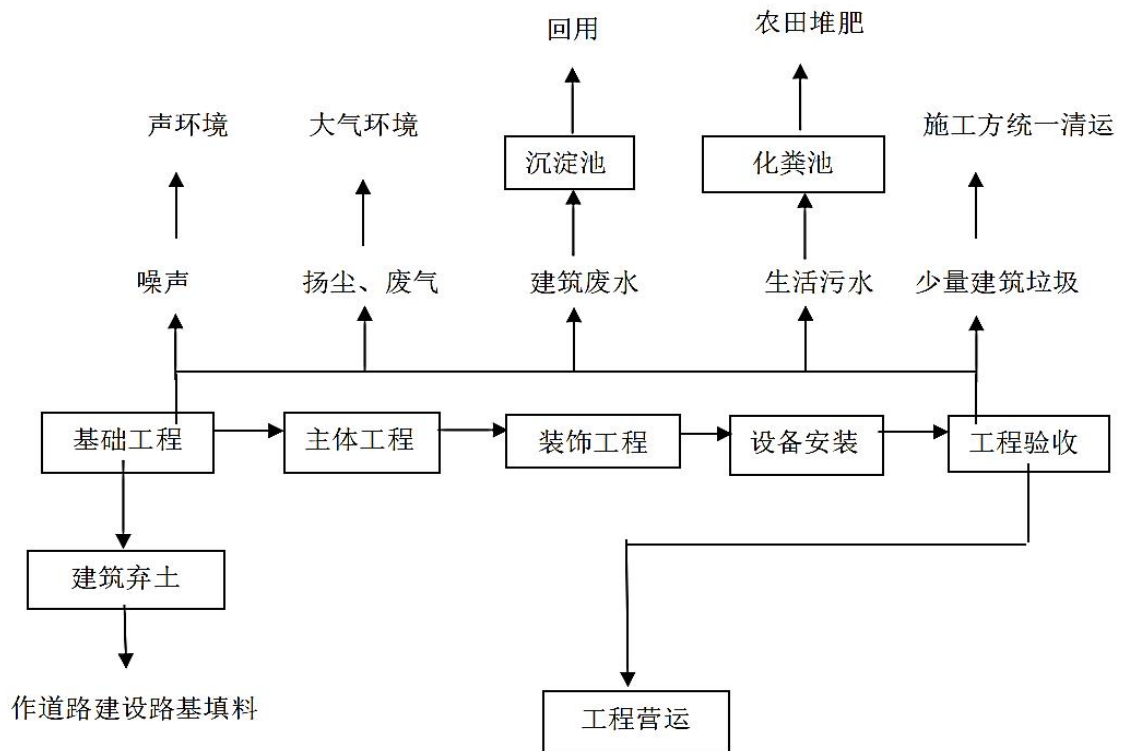 回用
农田堆肥
声环境
大气环境
沉淀池
化粪池
施工方统一清运
噪声
扬尘、废气
建筑废水
生活污水
少量建筑垃圾
基础工程
主体工程
装饰工程
设备安装
工程验收
建筑弃土
作道路建设路基填料
工程营运